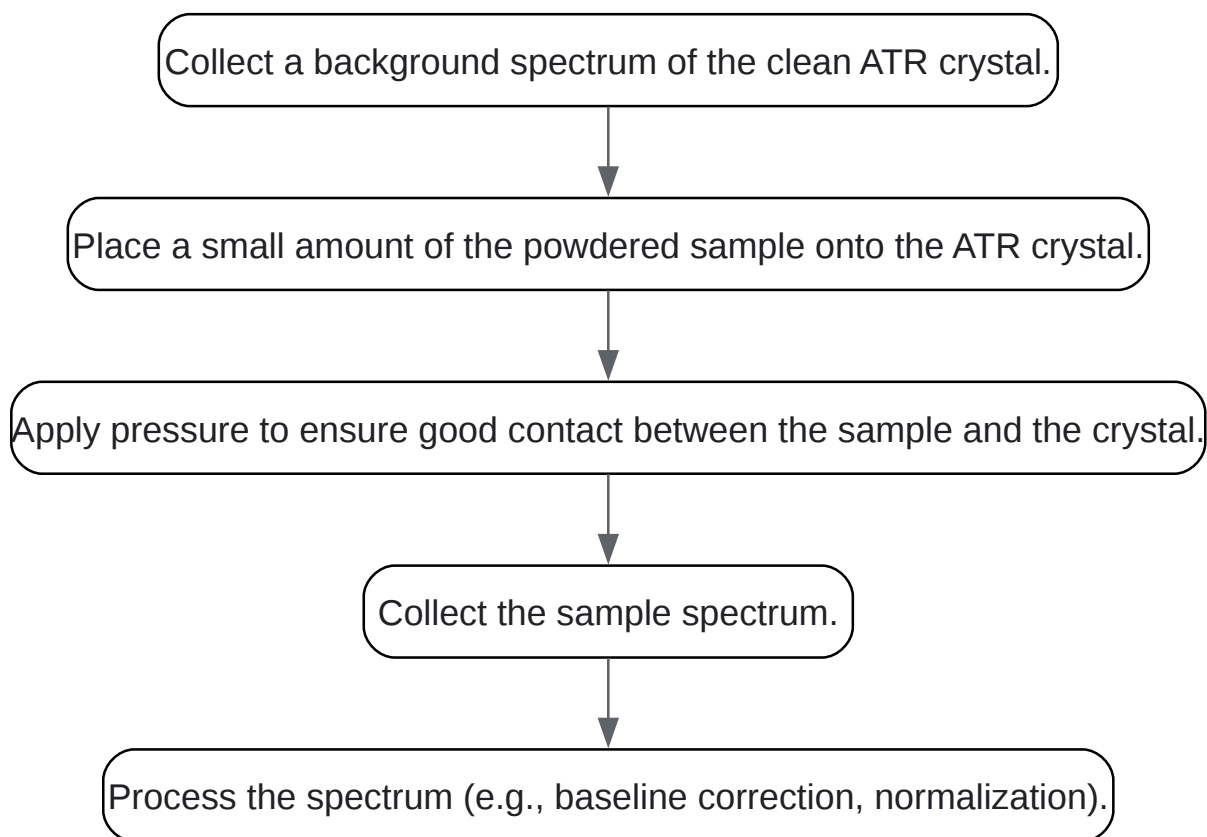 Collect a background spectrum of the clean ATR crystal.
Place a small amount of the powdered sample onto the ATR crystal.
Apply pressure to ensure good contact between the sample and the crystal.
Collect the sample spectrum.
Process the spectrum (e.g., baseline correction, normalization).